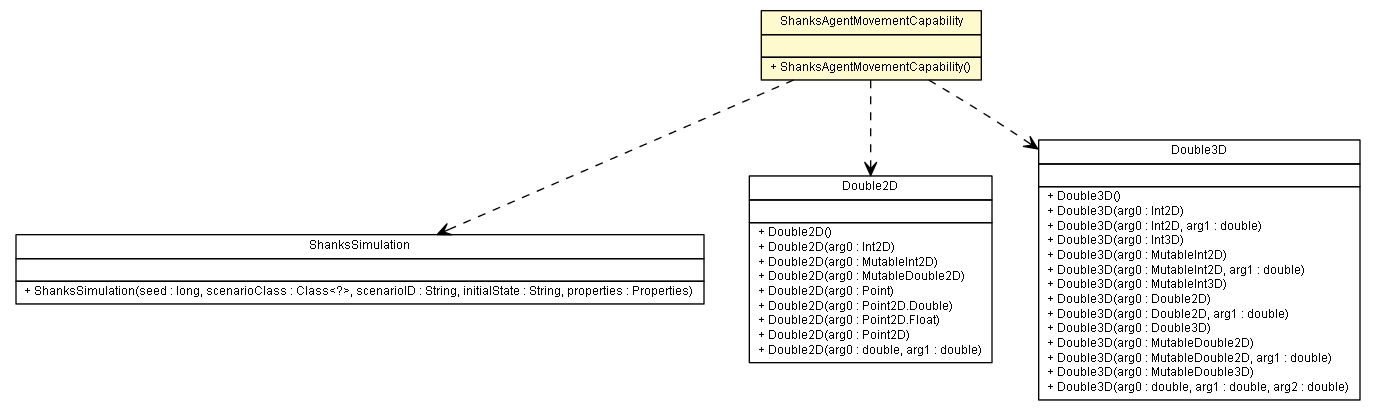 ShanksAgentMovementCapability
+ ShanksAgentMovementCapability()
ShanksSimulation
+ ShanksSimulation(seed : long, scenarioClass : Class<?>, scenarioID : String, initialState : String, properties : Properties)
Double2D
+ Double2D()
+ Double2D(arg0 : Int2D)
+ Double2D(arg0 : MutableInt2D)
+ Double2D(arg0 : MutableDouble2D)
+ Double2D(arg0 : Point)
+ Double2D(arg0 : Point2D.Double)
+ Double2D(arg0 : Point2D.Float)
+ Double2D(arg0 : Point2D)
+ Double2D(arg0 : double, arg1 : double)
Double3D
+ Double3D()
+ Double3D(arg0 : Int2D)
+ Double3D(arg0 : Int2D, arg1 : double)
+ Double3D(arg0 : Int3D)
+ Double3D(arg0 : MutableInt2D)
+ Double3D(arg0 : MutableInt2D, arg1 : double)
+ Double3D(arg0 : MutableInt3D)
+ Double3D(arg0 : Double2D)
+ Double3D(arg0 : Double2D, arg1 : double)
+ Double3D(arg0 : Double3D)
+ Double3D(arg0 : MutableDouble2D)
+ Double3D(arg0 : MutableDouble2D, arg1 : double)
+ Double3D(arg0 : MutableDouble3D)
+ Double3D(arg0 : double, arg1 : double, arg2 : double)